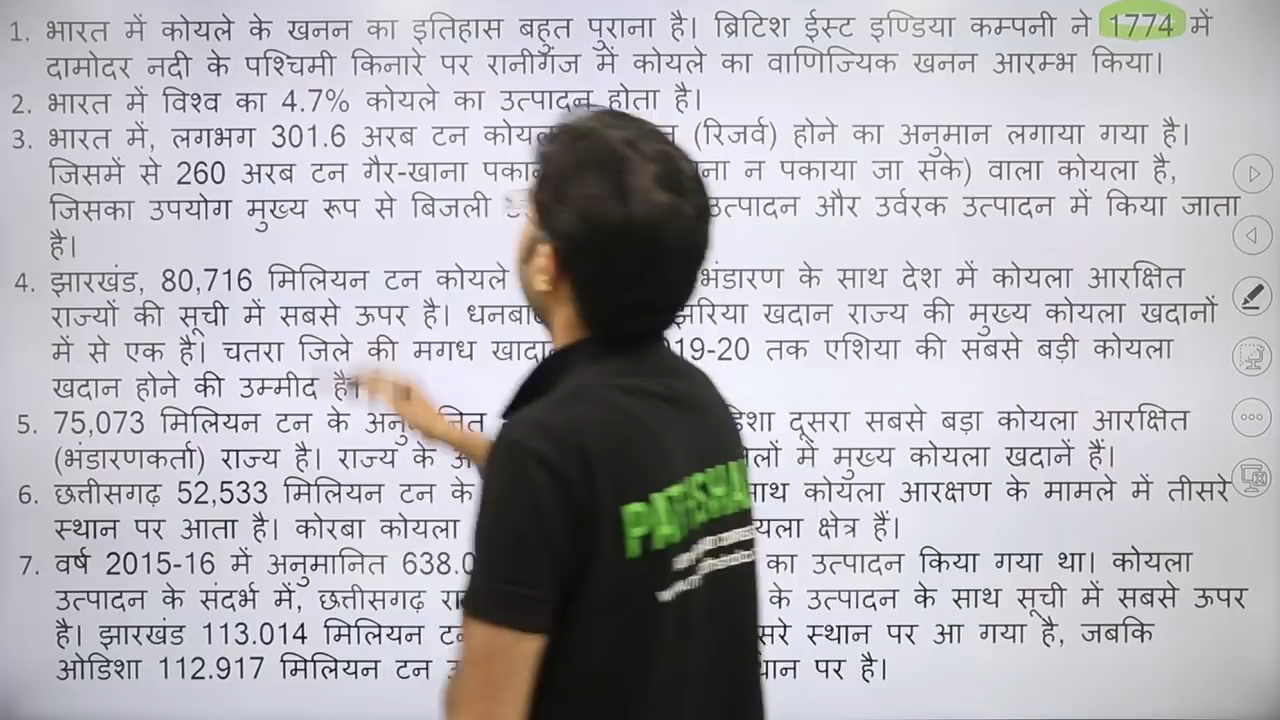 1. भारत में कोयले के खनन का इतिहास बहुत पुराना है। ब्रिटिश ईस्ट इण्डिया कम्पनी ने 1774 में
दामोदर नदी के पश्चिमी किनारे पर रानीगंज में कोयले का वाणिज्यिक खनन आरम्भ किया।
2. भारत में विश्व का 4.7% कोयले का उत्पादन होता है।
3. भारत में, लगभग 301.6 अरब टन (रिजर्व) होने का अनुमान लगाया गया है।
जिसमें से 260 अरब टन गैर-खाना न पकाया जा सके) वाला कोयला है,
जिसका उपयोग मुख्य रूप से बिजली उत्पादन और उर्वरक उत्पादन में किया जाता
है।
4. झारखंड, 80,716 मिलियन टन कोयले भंडारण के साथ देश में कोयला आरक्षित
राज्यों की सूची में सबसे ऊपर है। झरिया खदान राज्य की मुख्य कोयला खदानों
में से एक है। चतरा जिले की मगध 19-20 तक एशिया की सबसे बड़ी कोयला
खदान होने की उम्मीद है।
5. 75,073 मिलियन टन के दूसरा सबसे बड़ा कोयला आरक्षित
(भंडारणकर्ता) राज्य है। राज्य के में मुख्य कोयला खदानें हैं।
6. छत्तीसगढ़ 52,533 मिलियन टन के कोयला आरक्षण के मामले में तीसरे
स्थान पर आता है। कोरबा कोयला क्षेत्र हैं।
7. वर्ष 2015-16 में अनुमानित का उत्पादन किया गया था। कोयला
उत्पादन के संदर्भ में, छत्तीसगढ़ के उत्पादन के साथ सूची में सबसे ऊपर
है। झारखंड 113.014 मिलियन स्थान पर आ गया है, जबकि
ओडिशा 112.917 मिलियन टन पर है।